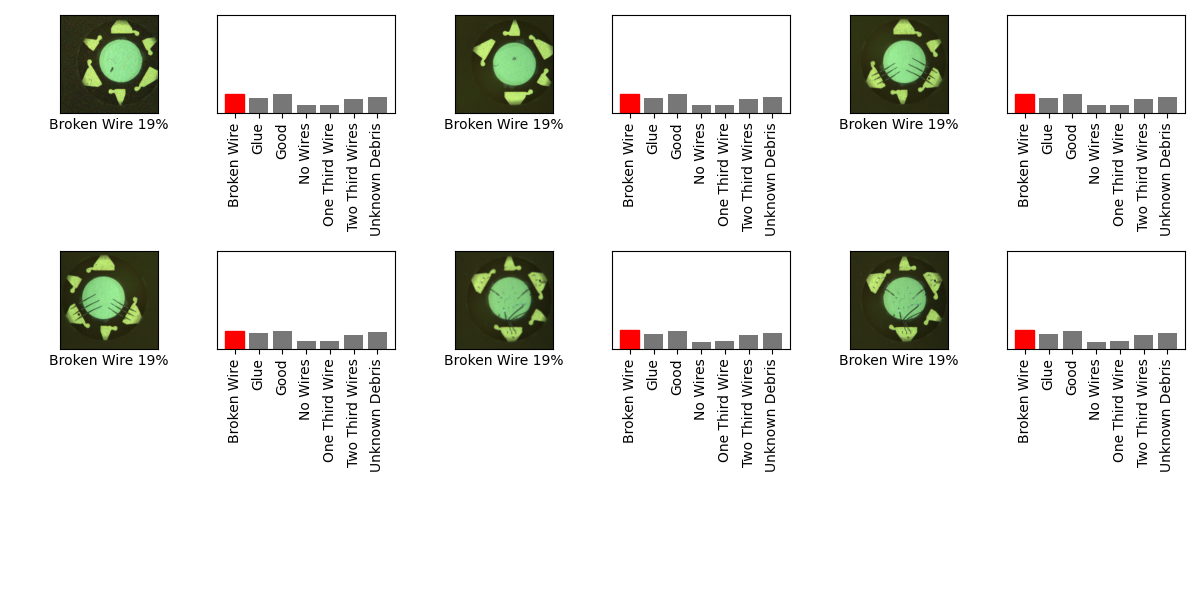 Broken Wire 19%
Broken Wire
Glue
Good
No Wires
One Third Wire
Two Third Wires
Unknown Debris
Broken Wire 19%
Broken Wire
Glue
Good
No Wires
One Third Wire
Two Third Wires
Unknown Debris
Broken Wire 19%
Broken Wire
Glue
Good
No Wires
One Third Wire
Two Third Wires
Unknown Debris
Broken Wire 19%
Broken Wire
Glue
Good
No Wires
One Third Wire
Two Third Wires
Unknown Debris
Broken Wire 19%
Broken Wire
Glue
Good
No Wires
One Third Wire
Two Third Wires
Unknown Debris
Broken Wire 19%
Broken Wire
Glue
Good
No Wires
One Third Wire
Two Third Wires
Unknown Debris